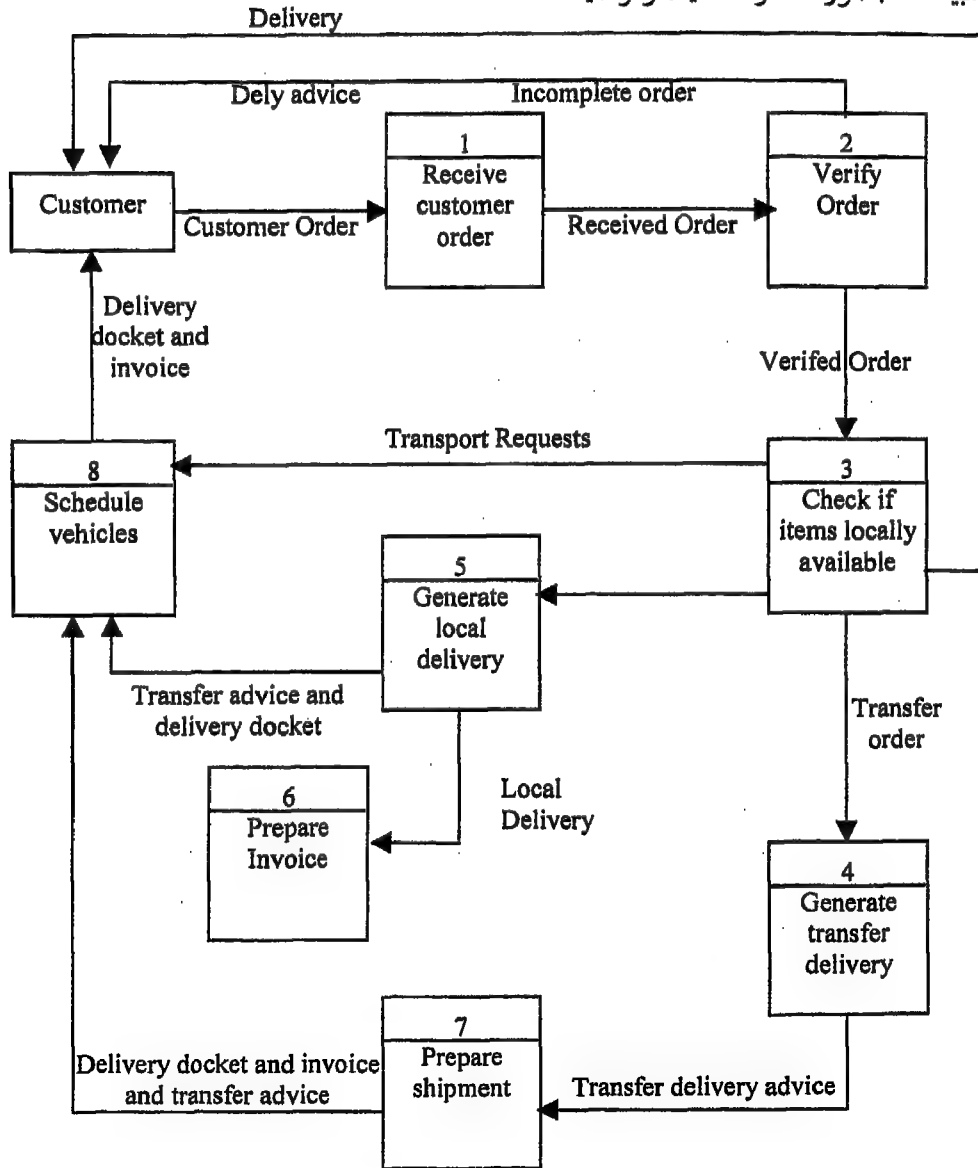 Delivery
Dely advice
Incomplete order
1
Receive
customer
order
2
Verify
Order
Customer
Customer Order
Received Order
Delivery
docket and
invoice
Verifed Order
Transport Requests
8
Schedule
vehicles
3
Check if
items locally
available
5
Generate
local
delivery
Transfer advice and
delivery docket
Transfer
order
6
Prepare
Invoice
Local
Delivery
4
Generate
transfer
delivery
7
Prepare
shipment
Delivery docket and invoice
and transfer advice
Transfer delivery advice